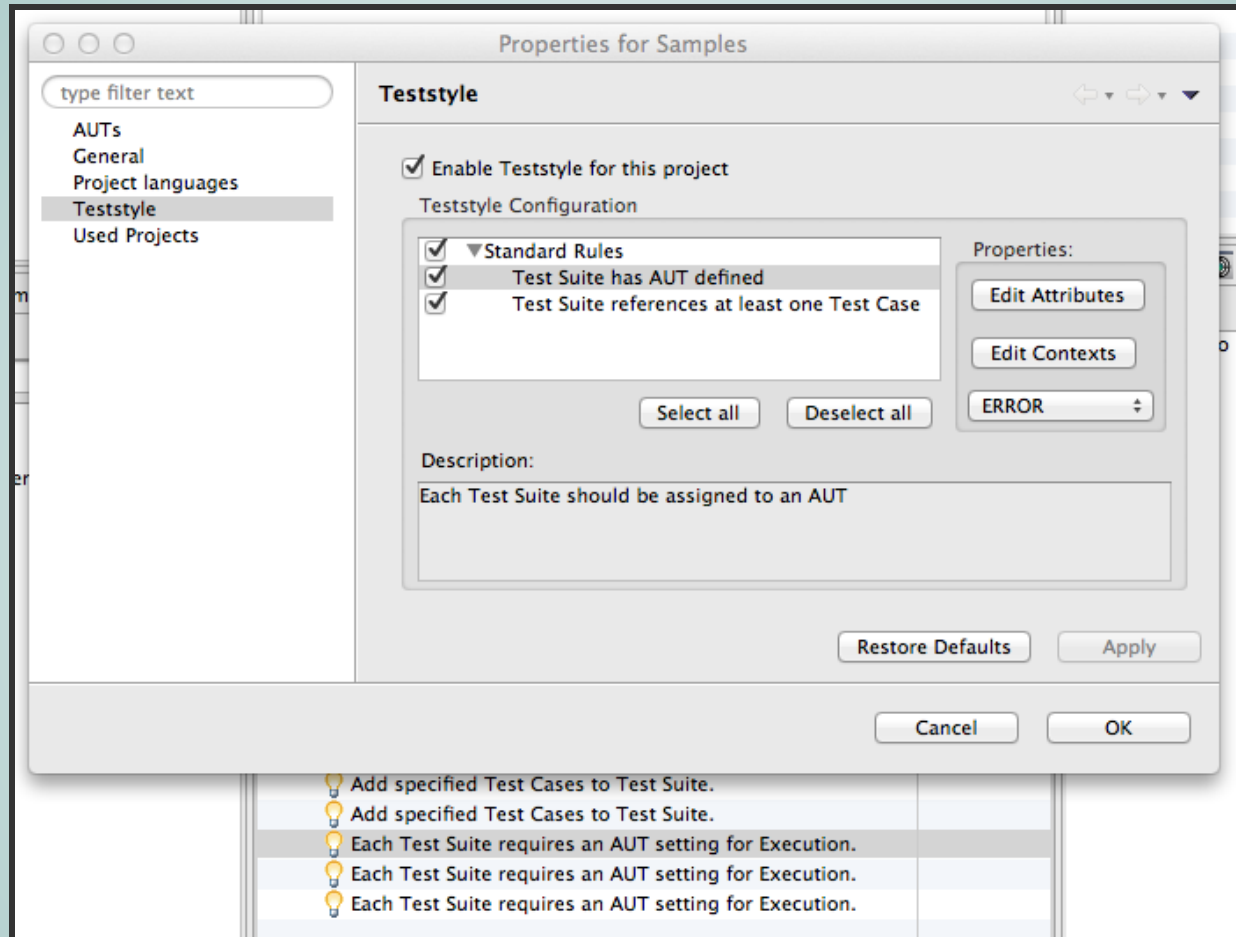 Properties for Samples
type filter text
AUTs
General
Project languages
Teststyle
Used Projects
Teststyle
Enable Teststyle for this project
Teststyle Configuration
Standard Rules
Test Suite has AUT defined
Test Suite references at least one Test Case
Properties:
Edit Attributes
Edit Contexts
ERROR
Select all
Deselect all
Description:
Each Test Suite should be assigned to an AUT
Restore Defaults
Apply
Cancel
OK
Add specified Test Cases to Test Suite.
Add specified Test Cases to Test Suite.
Each Test Suite requires an AUT setting for Execution.
Each Test Suite requires an AUT setting for Execution.
Each Test Suite requires an AUT setting for Execution.